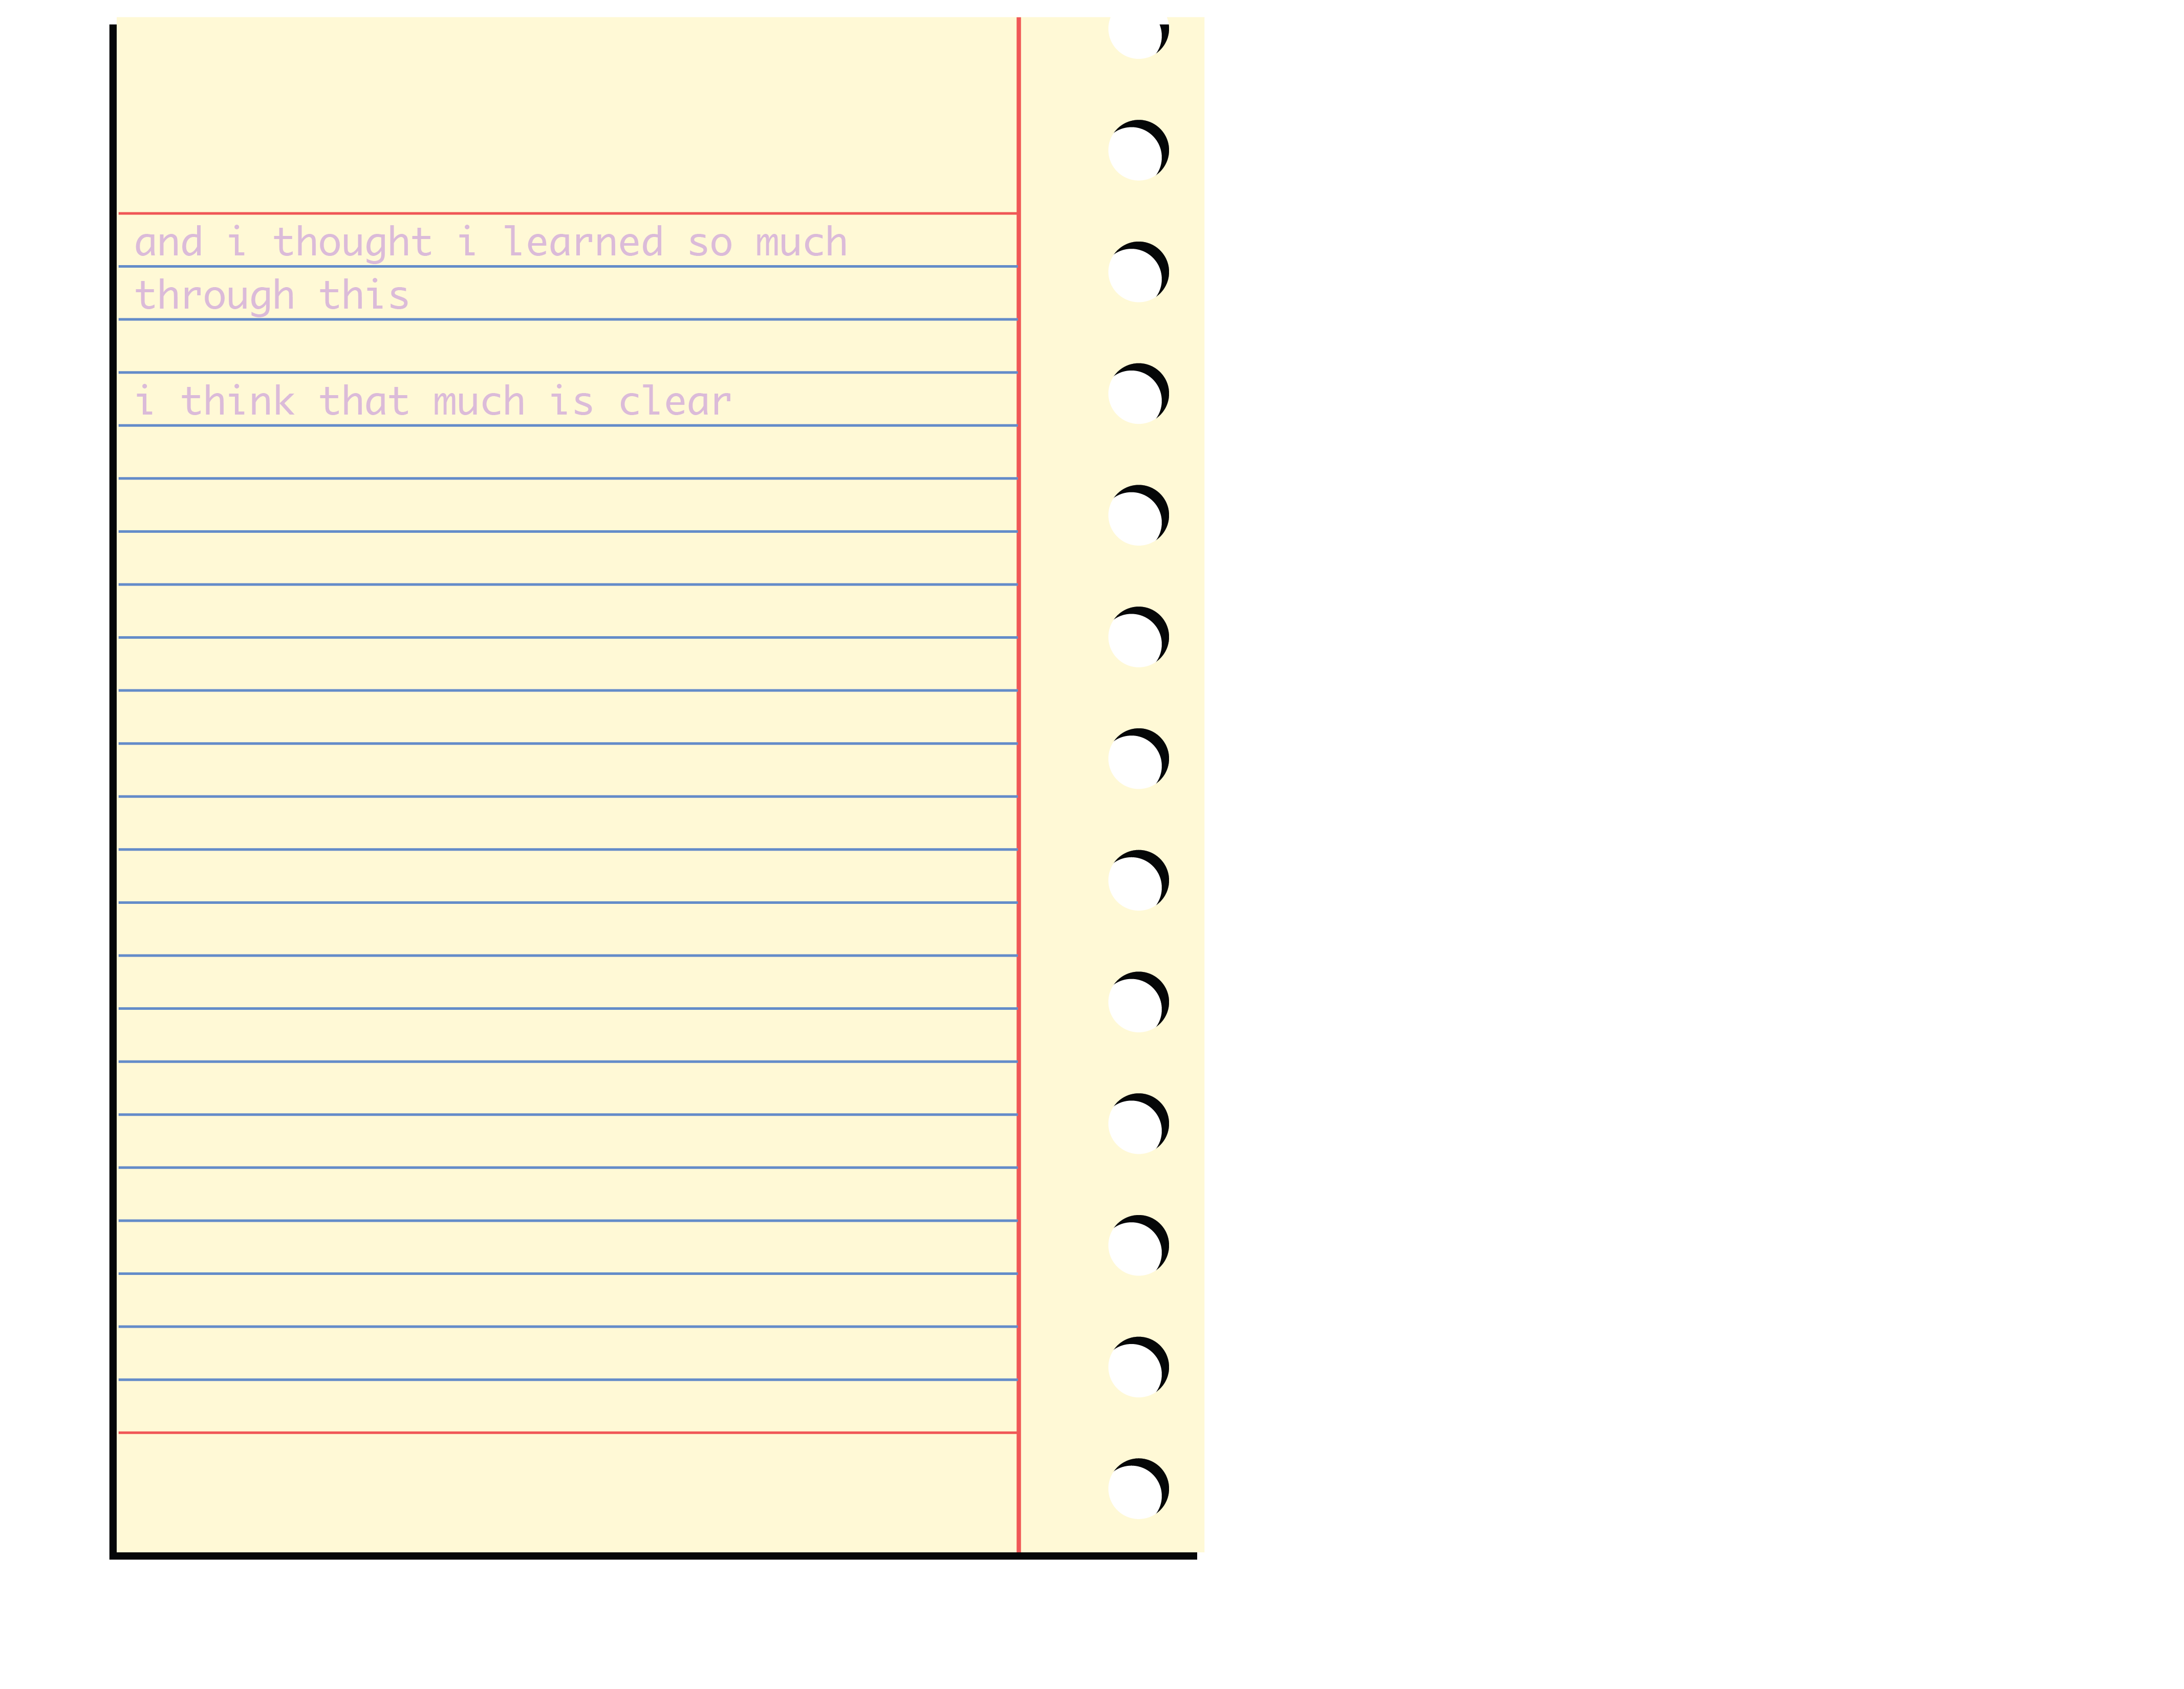 and i thought i learned so much
through this
i think that much is clear